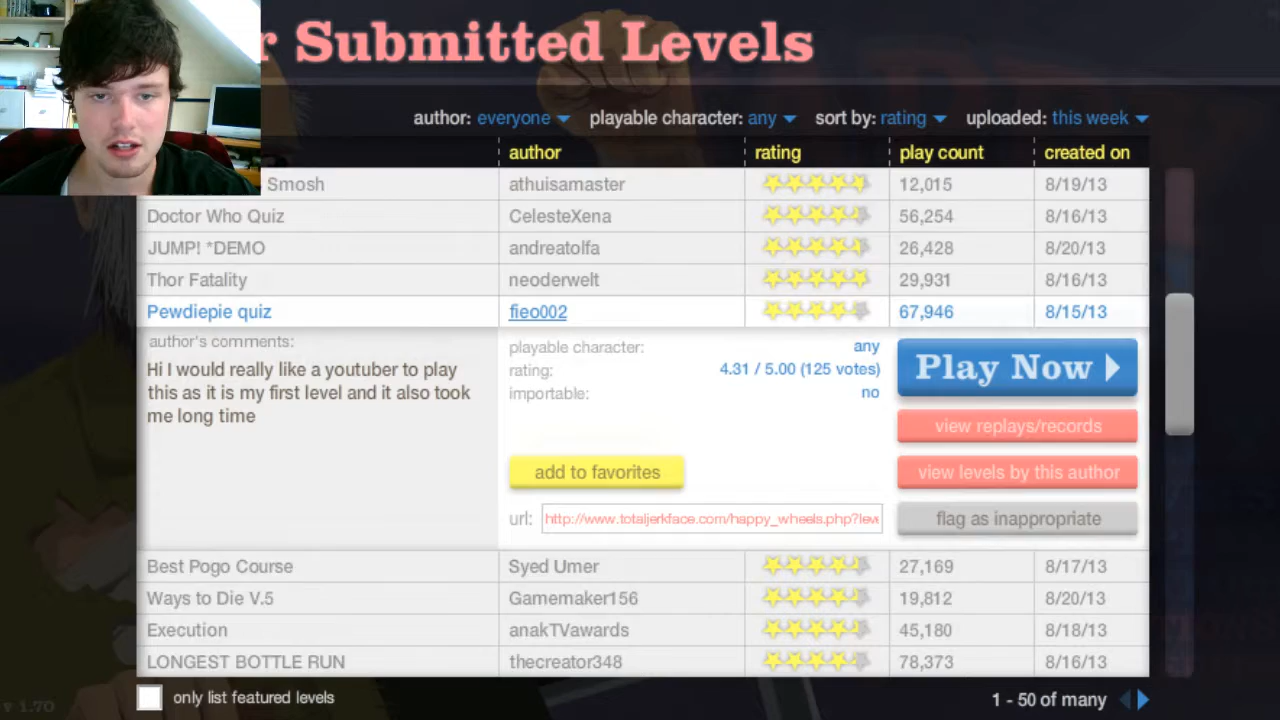 r Submitted Levels
author: everyone playable character: any sort by: rating uploaded: this week
author rating play count created on
Smosh athuisamaster 12,015 8/19/13
Doctor Who Quiz CelesteXena 56,254 8/16/13
JUMP! *DEMO andreatolfa 26,428 8/20/13
Thor Fatality neoderwelt 29,931 8/16/13
Pewdiepie quiz fieo002 67,946 8/15/13
author's comments:
Hi I would really like a youtuber to play
this as it is my first level and it also took
me long time
playable character: any
rating: 4.31 / 5.00 (125 votes)
importable: no
add to favorites
url: http://www.totaljerkface.com/happy_wheels.php?leve
Play Now
view replays/records
view levels by this author
flag as inappropriate
Best Pogo Course Syed Umer 27,169 8/17/13
Ways to Die V.5 Gamemaker156 19,812 8/20/13
Execution anakTVawards 45,180 8/18/13
LONGEST BOTTLE RUN thecreator348 78,373 8/16/13
only list featured levels
1 - 50 of many
v 1.70